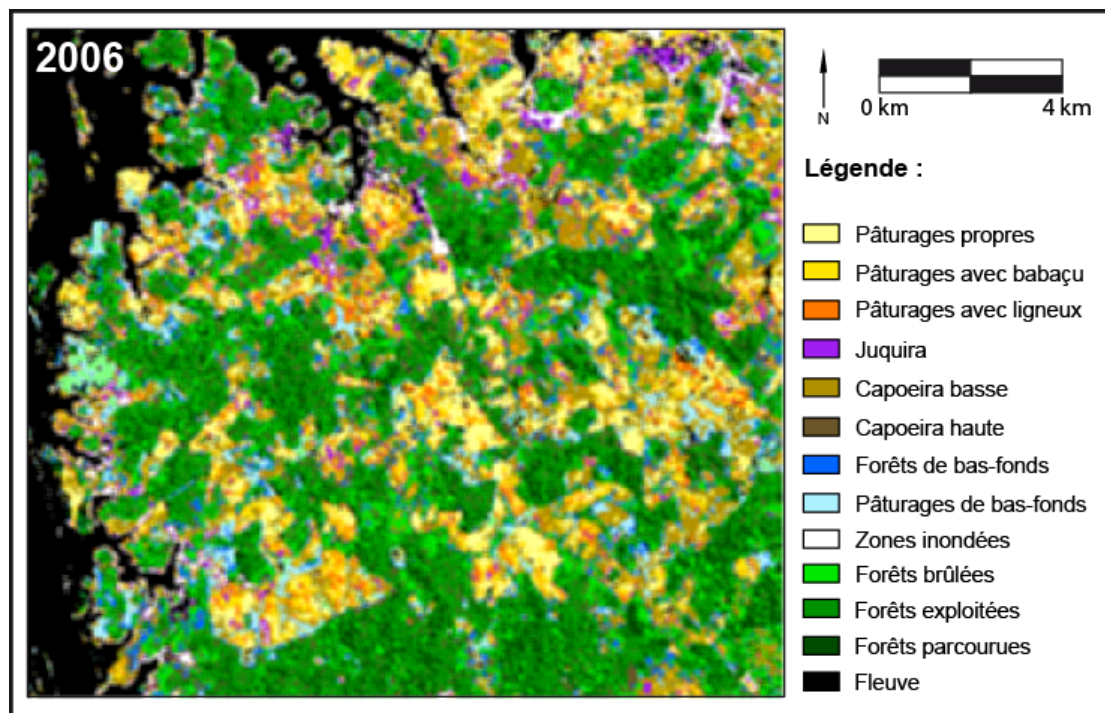 2006
N
0 km 4 km
Légende :
Pâturages propres
Pâturages avec babaçu
Pâturages avec ligneux
Juquira
Capoeira basse
Capoeira haute
Forêts de bas-fonds
Pâturages de bas-fonds
Zones inondées
Forêts brûlées
Forêts exploitées
Forêts parcourues
Fleuve